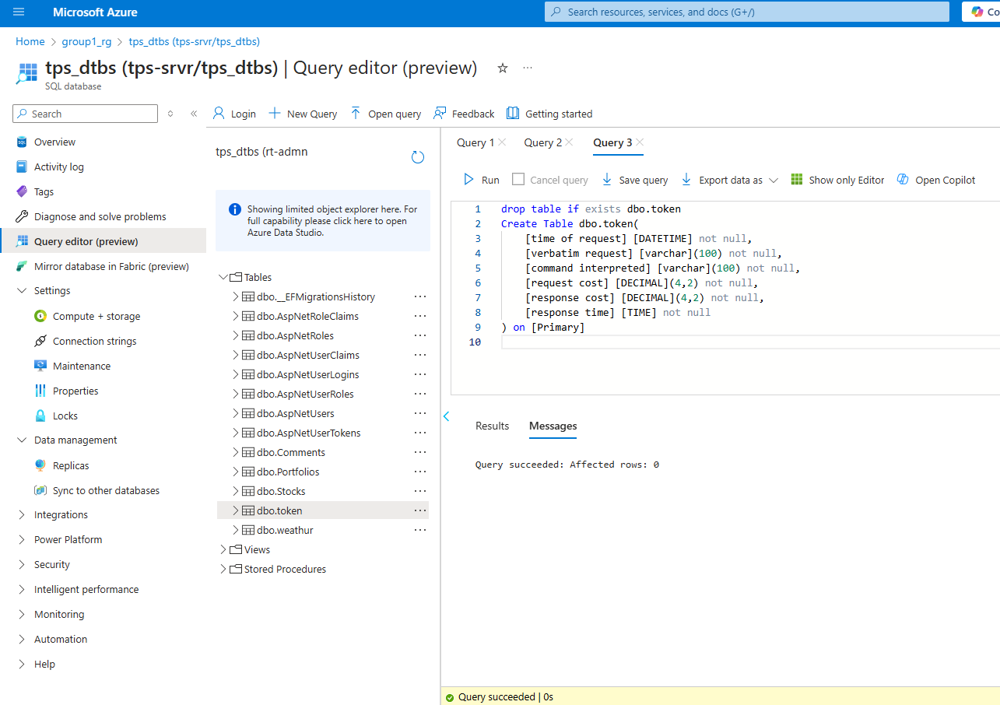 Microsoft Azure
Search resources, services, and docs (G+/)
Co
Home > group1_rg > tps_dtbs (tps-srvr/tps_dtbs)
tps_dtbs (tps-srvr/tps_dtbs) | Query editor (preview)
SQL database
Search
Login
New Query
Open query
Feedback
Getting started
Overview
Activity log
Tags
Diagnose and solve problems
Query editor (preview)
Mirror database in Fabric (preview)
Settings
Compute + storage
Connection strings
Maintenance
Properties
Locks
Data management
Replicas
Sync to other databases
Integrations
Power Platform
Security
Intelligent performance
Monitoring
Automation
Help
tps_dtbs (rt-admn
Showing limited object explorer here. For
full capability please click here to open
Azure Data Studio.
Tables
dbo.__EFMigrationsHistory
dbo.AspNetRoleClaims
dbo.AspNetRoles
dbo.AspNetUserClaims
dbo.AspNetUserLogins
dbo.AspNetUserRoles
dbo.AspNetUsers
dbo.AspNetUserTokens
dbo.Comments
dbo.Portfolios
dbo.Stocks
dbo.token
dbo.weathur
Views
Stored Procedures
Query 1
Query 2
Query 3
Run
Cancel query
Save query
Export data as
Show only Editor
Open Copilot
1 drop table if exists dbo.token
2 Create Table dbo.token(
3 [time of request] [DATETIME] not null,
4 [verbatim request] [varchar](100) not null,
5 [command interpreted] [varchar](100) not null,
6 [request cost] [DECIMAL](4,2) not null,
7 [response cost] [DECIMAL](4,2) not null,
8 [response time] [TIME] not null
9 ) on [Primary]
10
Results
Messages
Query succeeded: Affected rows: 0
Query succeeded | 0s